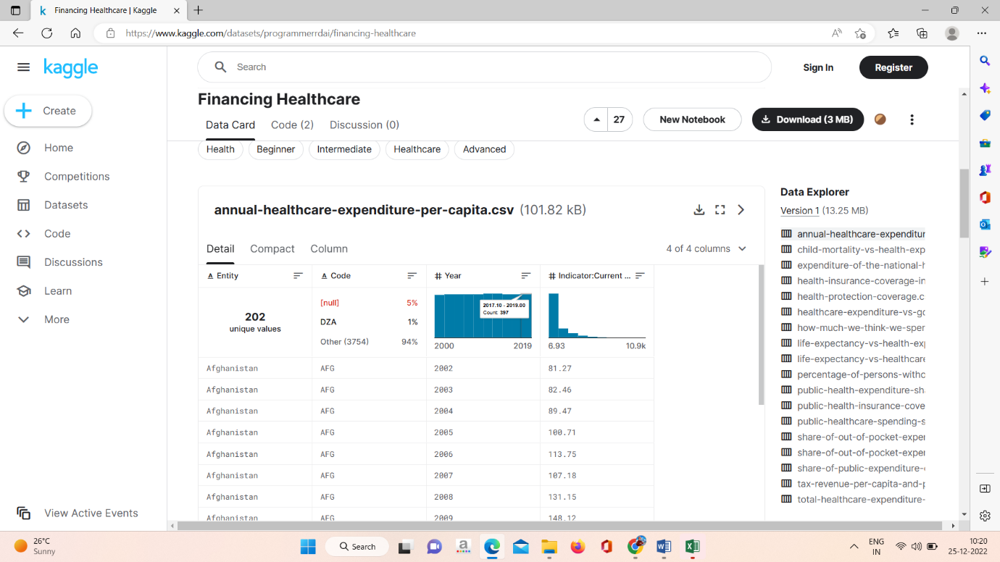 Financing Healthcare | Kaggle
https://www.kaggle.com/datasets/programmerrdai/financing-healthcare
kaggle
Search
Sign In
Register
Create
Home
Competitions
Datasets
Code
Discussions
Learn
More
View Active Events
Financing Healthcare
Data Card
Code (2)
Discussion (0)
27
New Notebook
Download (3 MB)
Health
Beginner
Intermediate
Healthcare
Advanced
annual-healthcare-expenditure-per-capita.csv (101.82 kB)
Detail
Compact
Column
4 of 4 columns
A Entity
A Code
# Year
# Indicator:Current ...
202
unique values
[null] 5%
DZA 1%
Other (3754) 94%
2017.10 - 2019.00
Count: 397
2000 2019
6.93 10.9k
Afghanistan AFG 2002 81.27
Afghanistan AFG 2003 82.46
Afghanistan AFG 2004 89.47
Afghanistan AFG 2005 100.71
Afghanistan AFG 2006 113.75
Afghanistan AFG 2007 107.18
Afghanistan AFG 2008 131.15
Afghanistan AFG 2009 148.12
Data Explorer
Version 1 (13.25 MB)
annual-healthcare-expenditur
child-mortality-vs-health-exp
expenditure-of-the-national-h
health-insurance-coverage-in
health-protection-coverage.c
healthcare-expenditure-vs-gd
how-much-we-think-we-sper
life-expectancy-vs-health-exp
life-expectancy-vs-healthcare
percentage-of-persons-withc
public-health-expenditure-sh
public-health-insurance-cove
public-healthcare-spending-s
share-of-out-of-pocket-exper
share-of-out-of-pocket-exper
share-of-public-expenditure-
tax-revenue-per-capita-and-p
total-healthcare-expenditure-
26°C
Sunny
Search
ENG
IN
10:20
25-12-2022